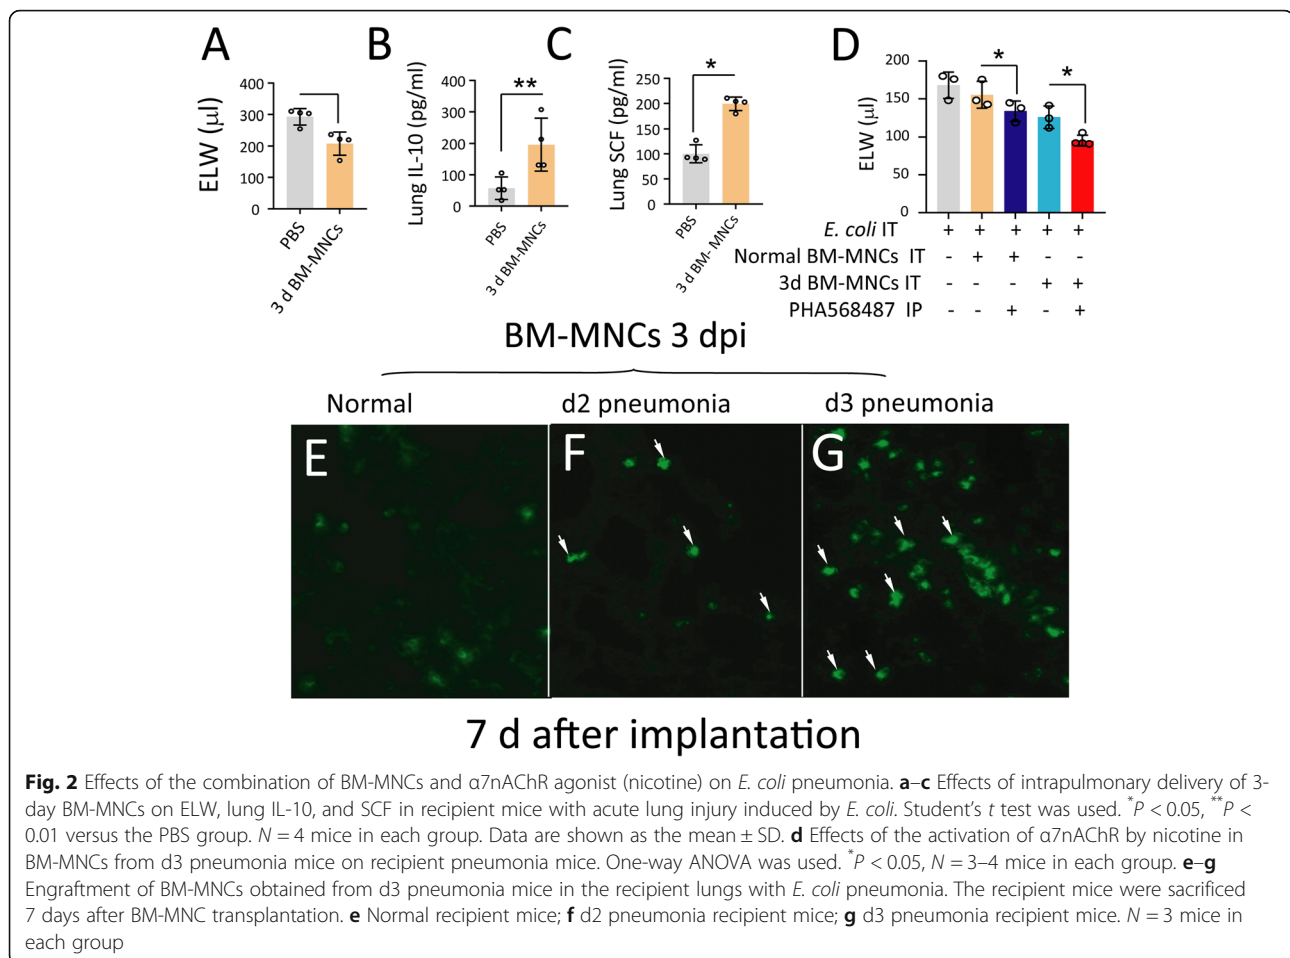 A
ELW (µl)
400
300
200
100
0
PBS
3 d BM-MNCs
B
Lung IL-10 (pg/ml)
400
300
200
100
0
**
PBS
3 d BM-MNCs
C
Lung SCF (pg/ml)
250
200
150
100
50
0
*
PBS
3 d BM- MNCs
D
ELW (µl)
200
150
100
50
0
*
*
E. coli IT + + + + +
Normal BM-MNCs IT - + + - -
3d BM-MNCs IT - - - + +
PHA568487 IP - - + - +
BM-MNCs 3 dpi
Normal d2 pneumonia d3 pneumonia
E F G
7 d after implantation
Fig. 2 Effects of the combination of BM-MNCs and α7nAChR agonist (nicotine) on E. coli pneumonia. a–c Effects of intrapulmonary delivery of 3-
day BM-MNCs on ELW, lung IL-10, and SCF in recipient mice with acute lung injury induced by E. coli. Student's t test was used. *P < 0.05, **P <
0.01 versus the PBS group. N = 4 mice in each group. Data are shown as the mean ± SD. d Effects of the activation of α7nAChR by nicotine in
BM-MNCs from d3 pneumonia mice on recipient pneumonia mice. One-way ANOVA was used. *P < 0.05, N = 3–4 mice in each group. e–g
Engraftment of BM-MNCs obtained from d3 pneumonia mice in the recipient lungs with E. coli pneumonia. The recipient mice were sacrificed
7 days after BM-MNC transplantation. e Normal recipient mice; f d2 pneumonia recipient mice; g d3 pneumonia recipient mice. N = 3 mice in
each group